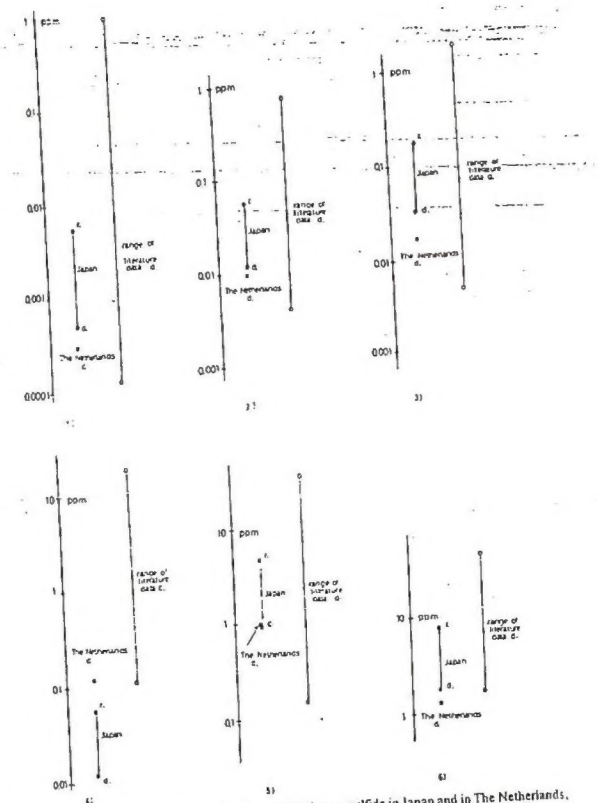 1 ppm
0.1
0.01
0.001
0.0001
r.
Japan
d.
The Netherlands
range of
literature
data d.
1 ppm
0.1
0.01
0.001
r.
Japan
d.
The Netherlands
d.
range of
literature
data d.
2)
1 ppm
0.1
0.01
0.001
r.
Japan
d.
The Netherlands
d.
range of
literature
data d.
3)
10 ppm
1
0.1
0.01
The Netherlands
r.
Japan
d.
range of
literature
10 ppm
1
0.1
r.
Japan
The Netherlands
d.
range of
literature
data d.
5)
10 ppm
1
r.
Japan
d.
The Netherlands
d.
range of
literature
data d.
6)
in Japan and in The Netherlands,